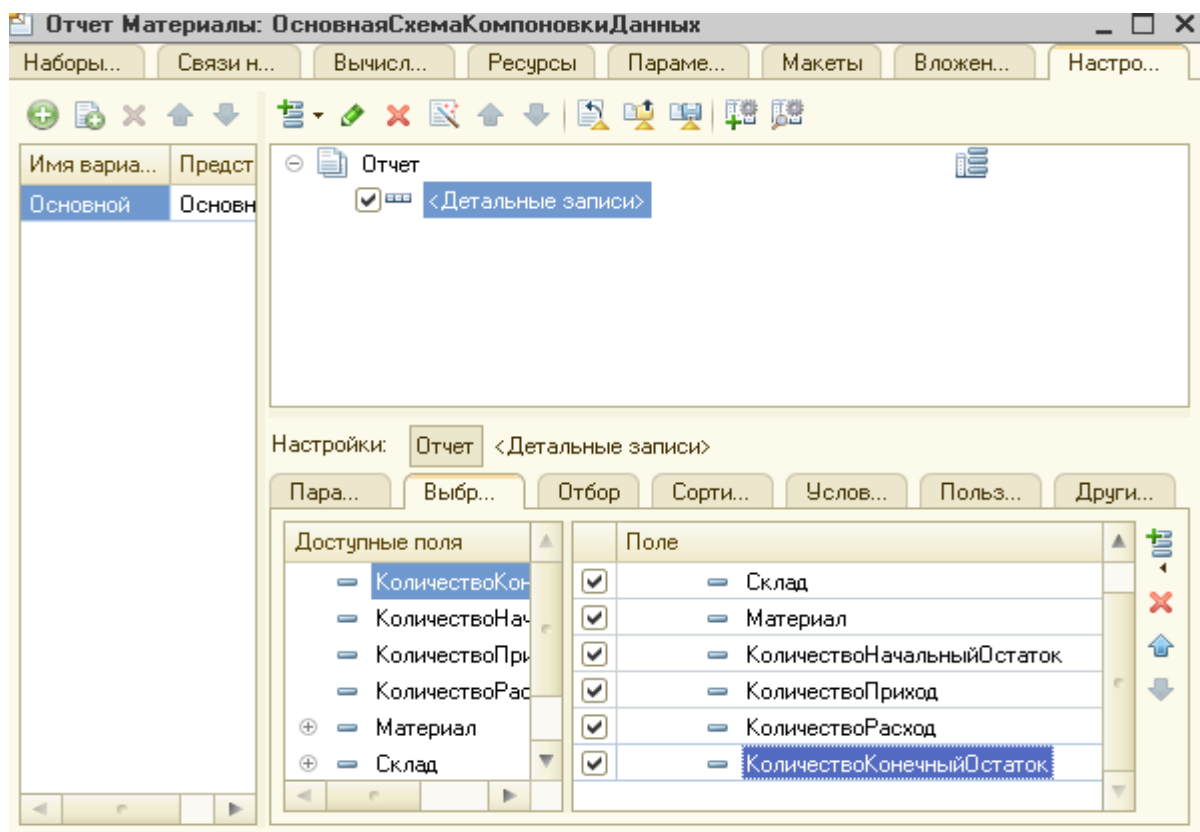 Отчет Материалы: ОсновнаяСхемаКомпоновкиДанных
Наборы... Связи н... Вычисл... Ресурсы Параме... Макеты Вложен... Настро...
Имя вариа... Предст
Основной Основн
Отчет
<Детальные записи>
Настройки: Отчет <Детальные записи>
Пара... Выбр... Отбор Сорти... Услов... Польз... Други...
Доступные поля Поле
КоличествоКон Склад
КоличествоНач Материал
КоличествоПри КоличествоНачальныйОстаток
КоличествоРас КоличествоПриход
Материал КоличествоРасход
Склад КоличествоКонечныйОстаток